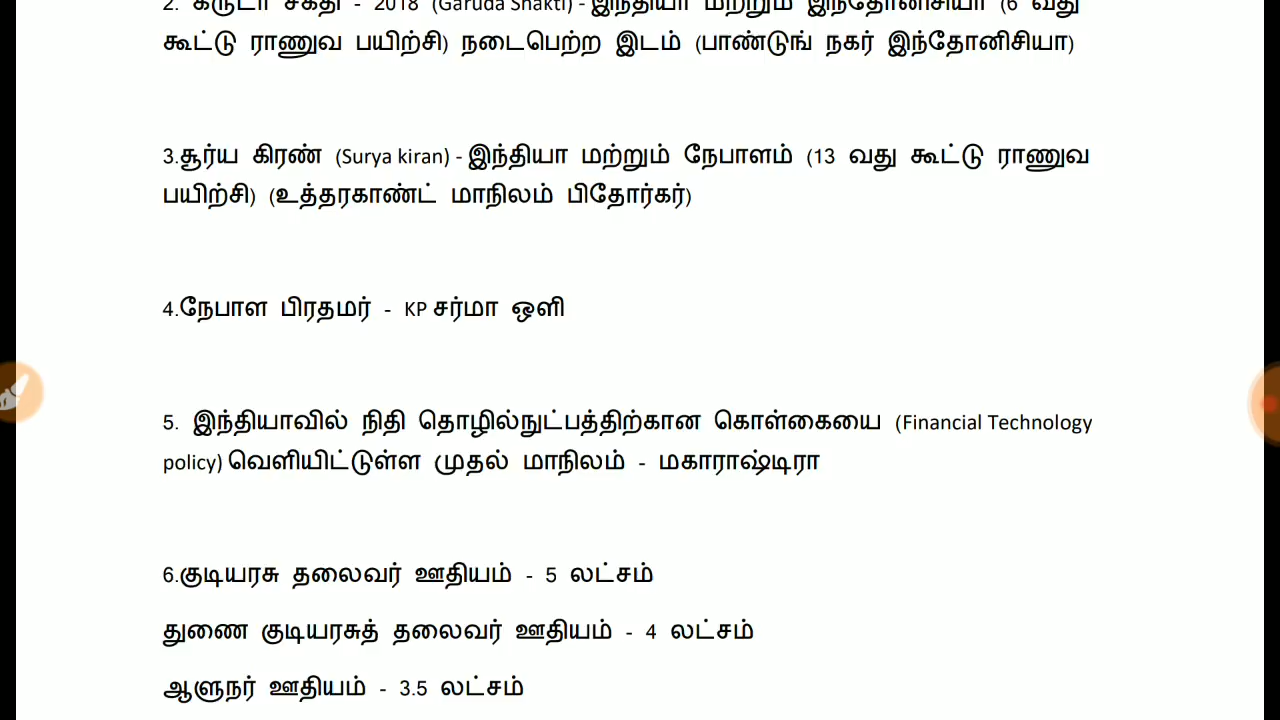 2. கருடா சக்தி - 2018 (Garuda Shakti) - இந்தியா மற்றும் இந்தோனிசியா (6 வது
கூட்டு ராணுவ பயிற்சி) நடைபெற்ற இடம் (பாண்டுங் நகர் இந்தோனிசியா)
3.சூர்ய கிரண் (Surya kiran) - இந்தியா மற்றும் நேபாளம் (13 வது கூட்டு ராணுவ
பயிற்சி) (உத்தரகாண்ட் மாநிலம் பிதோர்கர்)
4.நேபாள பிரதமர் - KP சர்மா ஒளி
5. இந்தியாவில் நிதி தொழில்நுட்பத்திற்கான கொள்கையை (Financial Technology
policy) வெளியிட்டுள்ள முதல் மாநிலம் - மகாராஷ்டிரா
6.குடியரசு தலைவர் ஊதியம் - 5 லட்சம்
துணை குடியரசுத் தலைவர் ஊதியம் - 4 லட்சம்
ஆளுநர் ஊதியம் - 3.5 லட்சம்